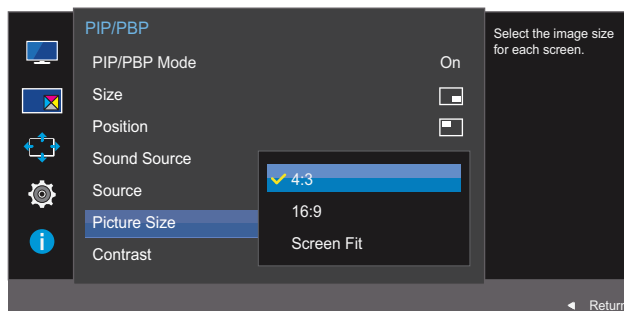 PIP/PBP
PIP/PBP Mode On
Size
Position
Sound Source
Source
Picture Size
Contrast
4:3
16:9
Screen Fit
Select the image size
for each screen.
Return